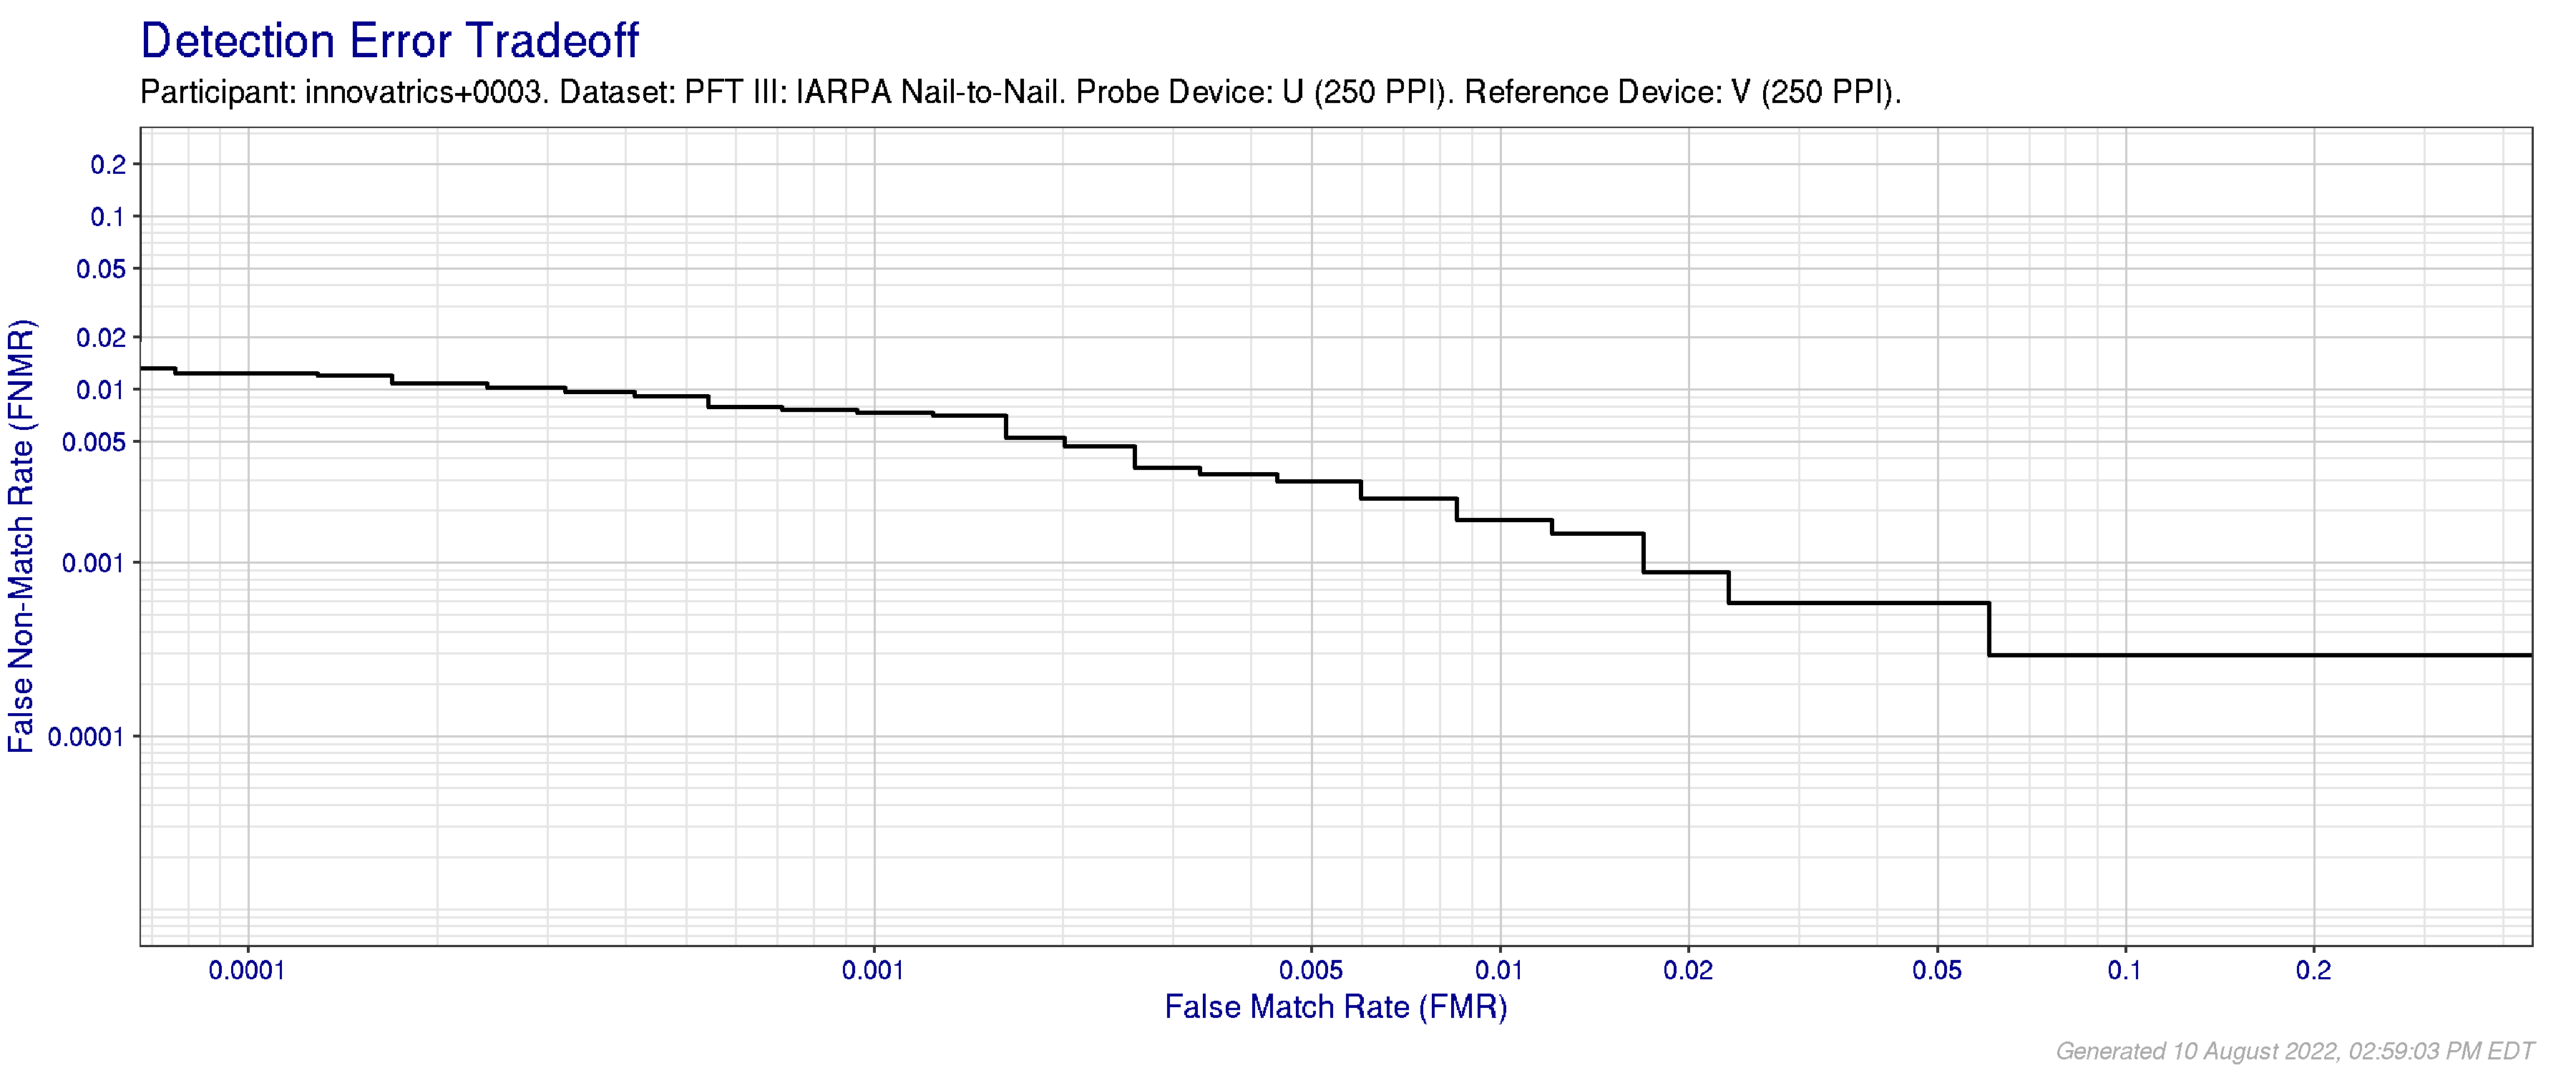 Detection Error Tradeoff
Participant: innovatrics+0003. Dataset: PFT III: IARPA Nail-to-Nail. Probe Device: U (250 PPI). Reference Device: V (250 PPI).
False Non-Match Rate (FNMR)
0.2
0.1
0.05
0.02
0.01
0.005
0.001
0.0001
0.0001 0.001 0.005 0.01 0.02 0.05 0.1 0.2
False Match Rate (FMR)
Generated 10 August 2022, 02:59:03 PM EDT